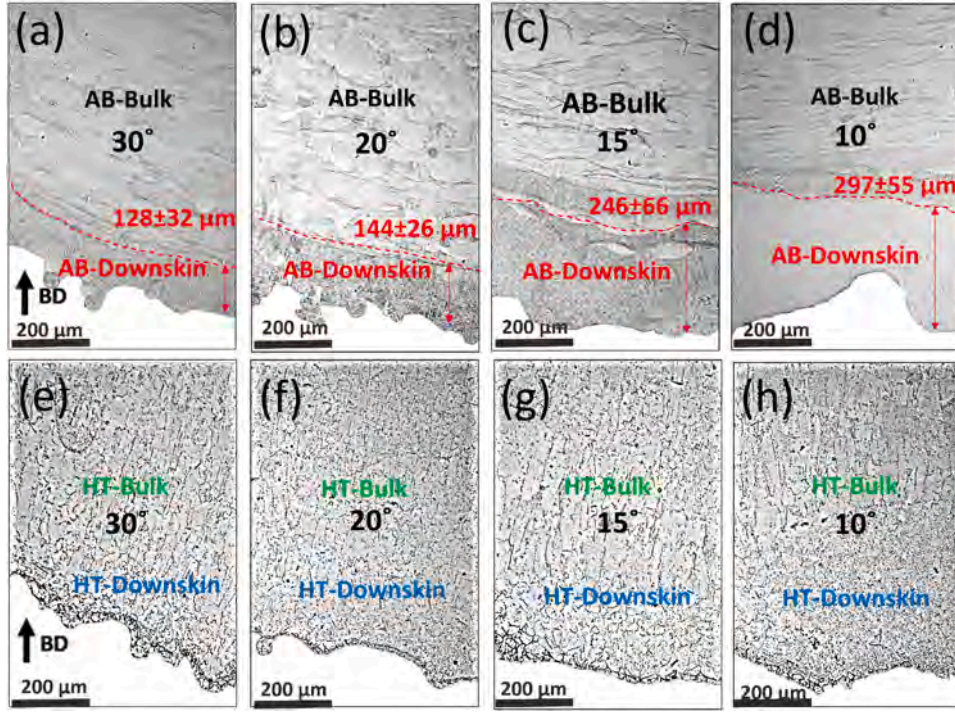 (a)
AB-Bulk
30°
128±32 μm
AB-Downskin
BD
200 μm
(b)
AB-Bulk
20°
144±26 μm
AB-Downskin
200 μm
(c)
AB-Bulk
15°
246±66 μm
AB-Downskin
200 μm
(d)
AB-Bulk
10°
297±55 μm
AB-Downskin
200 μm
(e)
HT-Bulk
30°
HT-Downskin
BD
200 μm
(f)
HT-Bulk
20°
HT-Downskin
200 μm
(g)
HT-Bulk
15°
HT-Downskin
200 μm
(h)
HT-Bulk
10°
HT-Downskin
200 μm